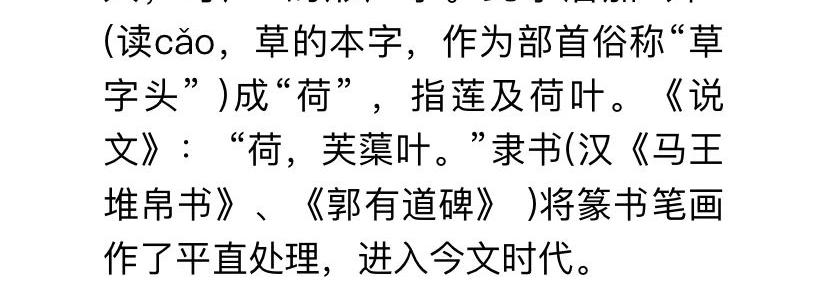 (读cǎo，草的本字，作为部首俗称“草
字头” )成“荷” ，指莲及荷叶。《说
文》：“荷，芙蕖叶。”隶书(汉《马王
堆帛书》、《郭有道碑》 )将篆书笔画
作了平直处理，进入今文时代。